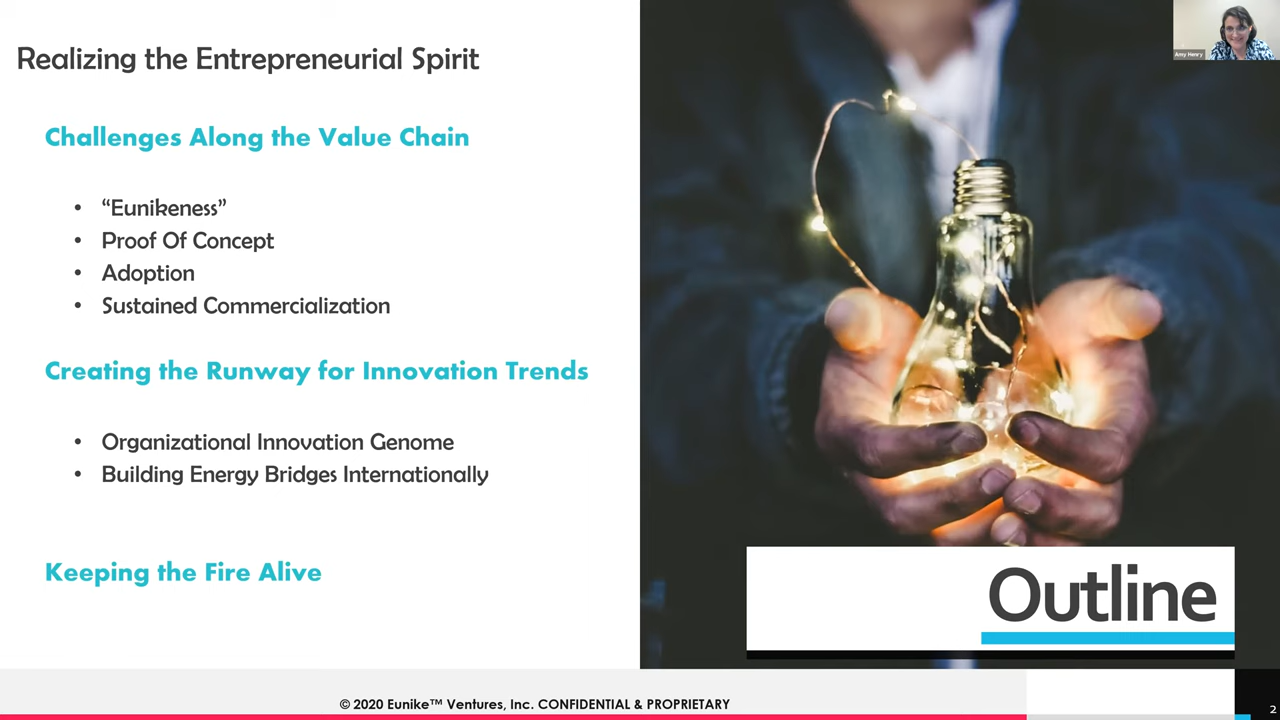 Realizing the Entrepreneurial Spirit
Challenges Along the Value Chain
• “Eunikeness”
• Proof Of Concept
• Adoption
• Sustained Commercialization
Creating the Runway for Innovation Trends
• Organizational Innovation Genome
• Building Energy Bridges Internationally
Keeping the Fire Alive
Amy Henry
Outline
© 2020 Eunike™ Ventures, Inc. CONFIDENTIAL & PROPRIETARY
2